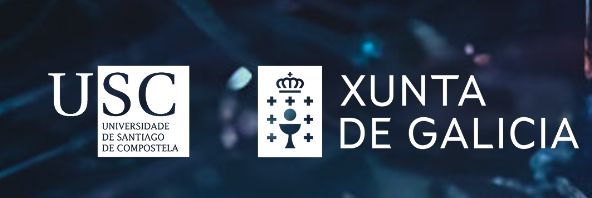 USC
UNIVERSIDADE
DE SANTIAGO
DE COMPOSTELA
XUNTA
DE GALICIA